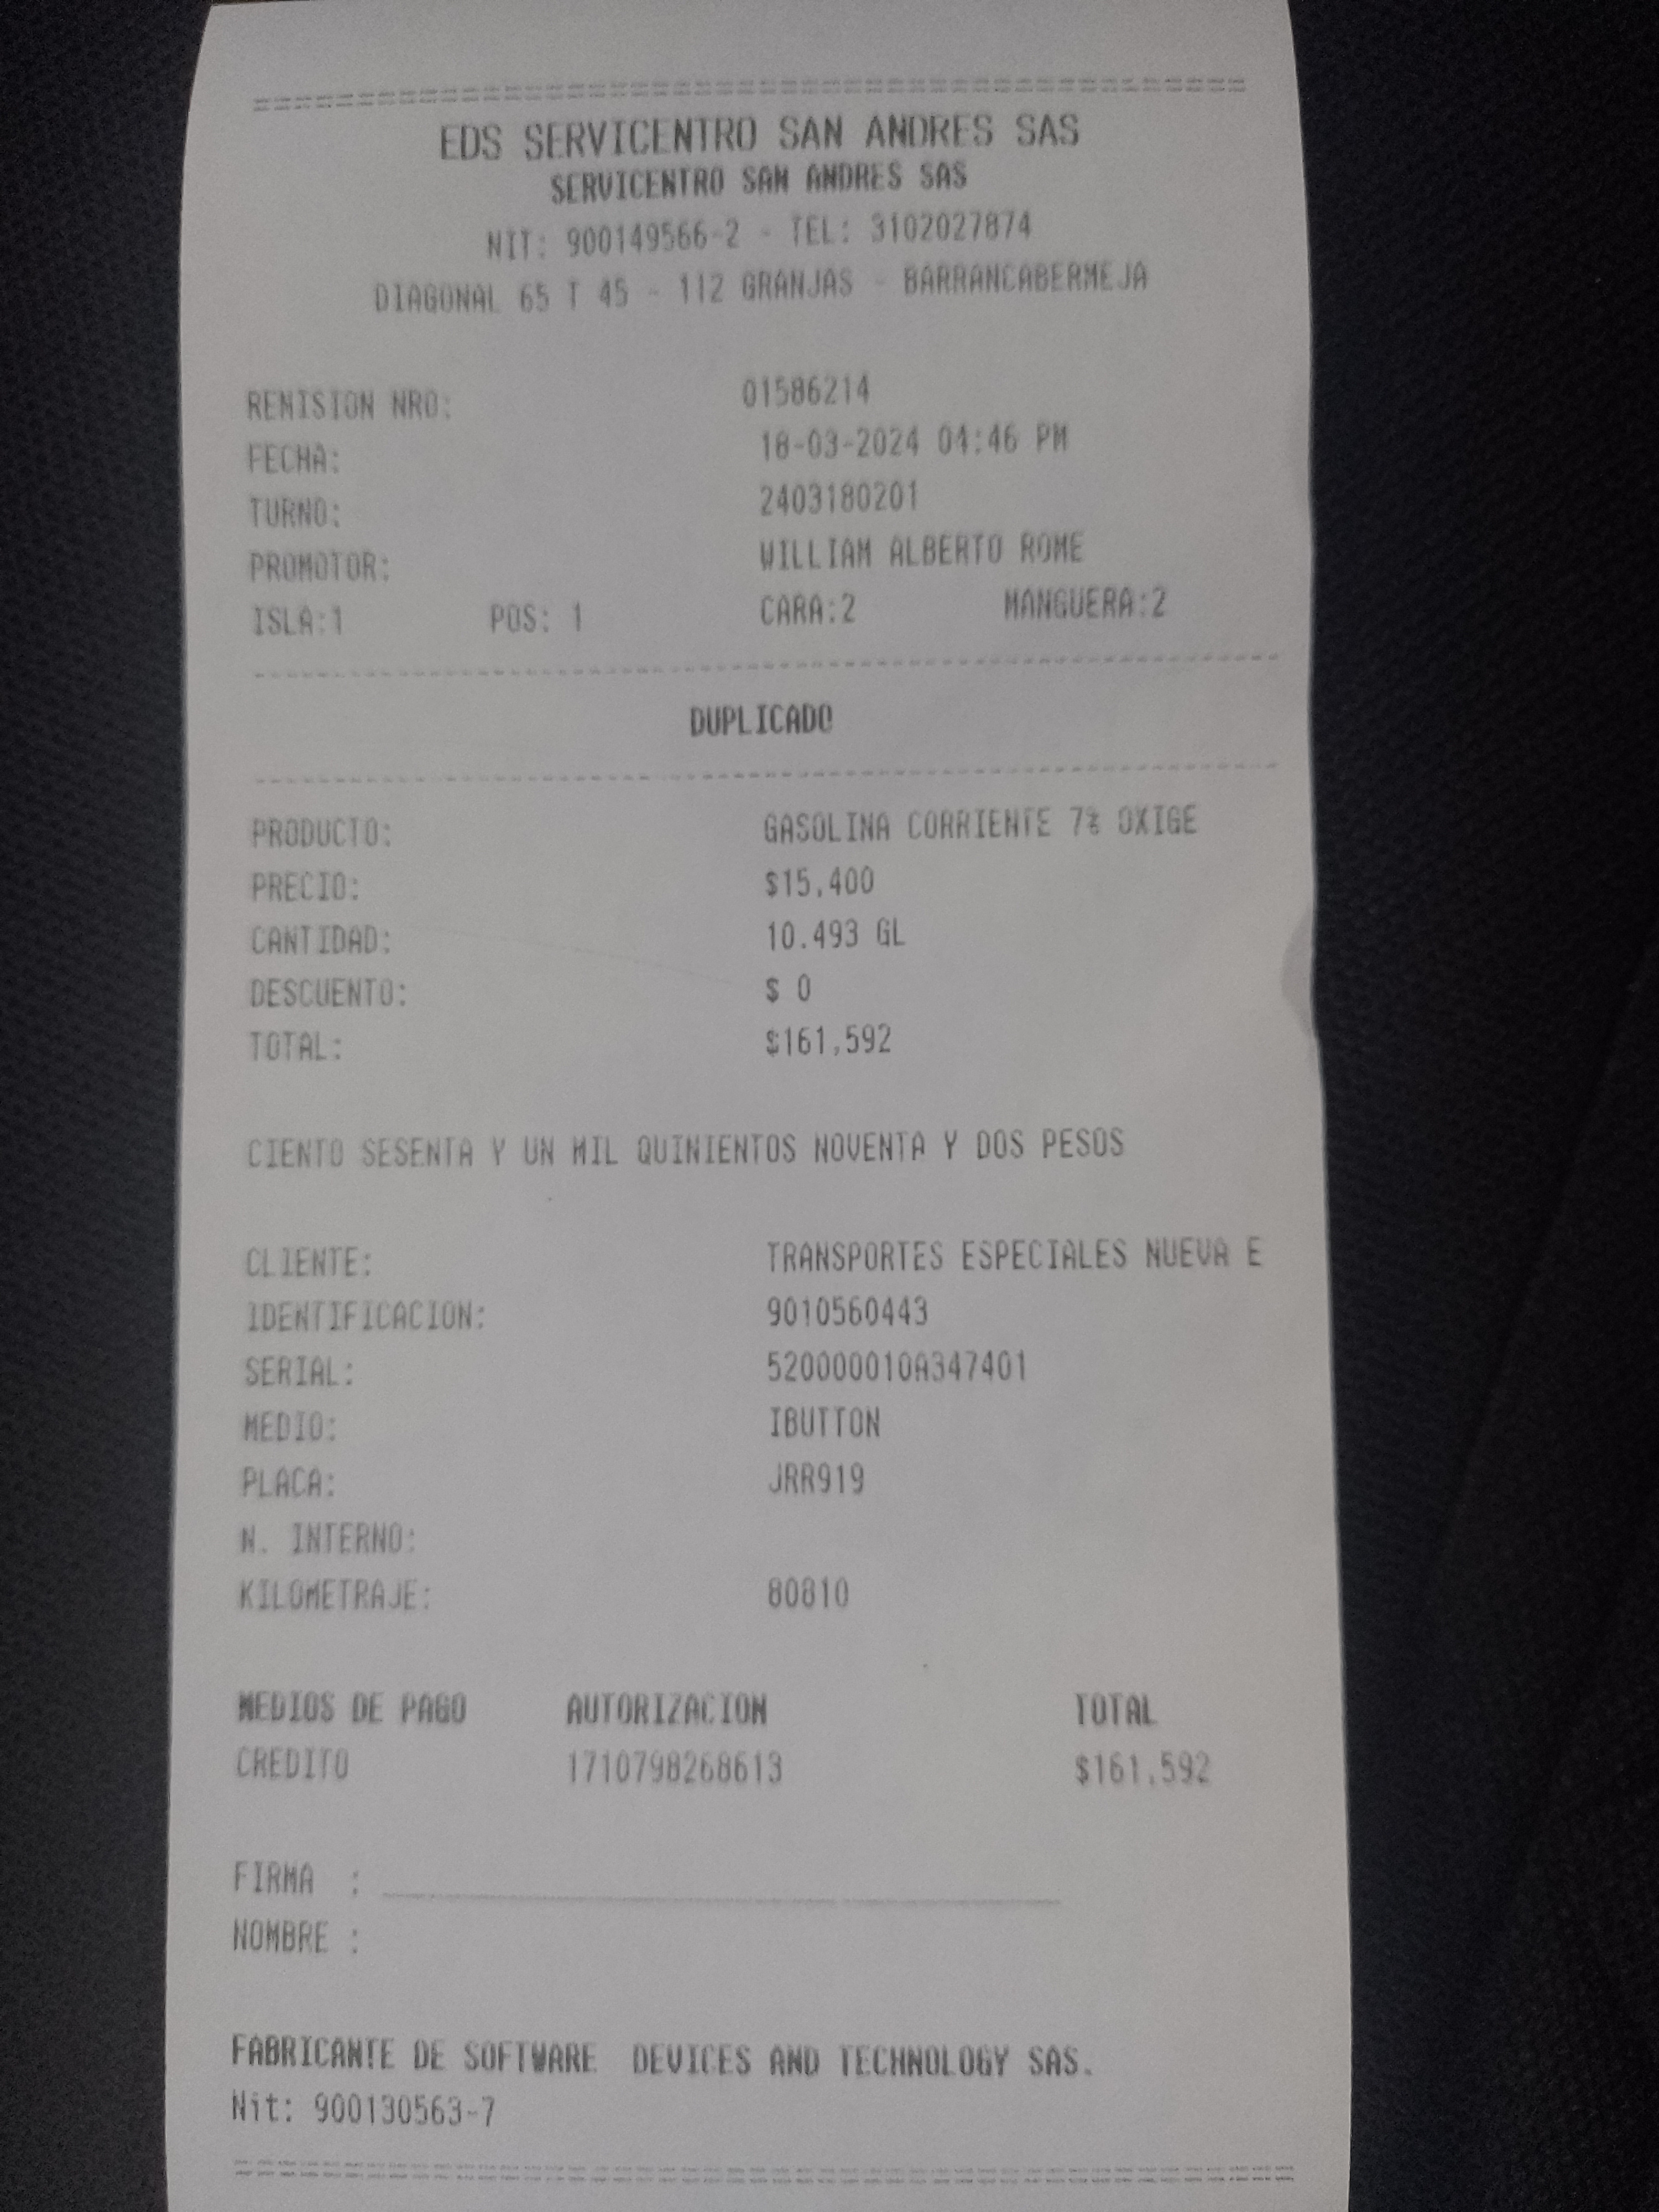 EDS SERVICENTRO SAN ANDRES SAS
SERVICENTRO SAN ANDRES SAS
NIT: 900149566-2 - TEL: 3102027874
DIAGONAL 65 T 45 - 112 GRANJAS - BARRANCABERMEJA
REMISION NRO: 01586214
FECHA: 18-03-2024 04:46 PM
TURNO: 2403180201
PROMOTOR: WILLIAM ALBERTO ROME
ISLA:1 POS: 1 CARA:2 MANGUERA:2
DUPLICADO
PRODUCTO: GASOLINA CORRIENTE 7% OXIGE
PRECIO: $15,400
CANTIDAD: 10.493 GL
DESCUENTO: $ 0
TOTAL: $161,592
CIENTO SESENTA Y UN MIL QUINIENTOS NOVENTA Y DOS PESOS
CLIENTE: TRANSPORTES ESPECIALES NUEVA E
IDENTIFICACION: 9010560443
SERIAL: 520000010A347401
MEDIO: IBUTTON
PLACA: JRR919
N. INTERNO:
KILOMETRAJE: 80810
MEDIOS DE PAGO AUTORIZACION TOTAL
CREDITO 1710798268613 $161,592
FIRMA :
NOMBRE :
FABRICANTE DE SOFTWARE DEVICES AND TECHNOLOGY SAS.
Nit: 900130563-7